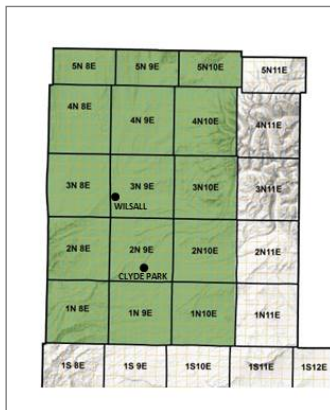 5N 8E 5N 9E 5N10E 5N11E
4N 8E 4N 9E 4N10E 4N11E
3N 8E 3N 9E 3N10E 3N11E
WILSALL
2N 8E 2N 9E 2N10E 2N11E
CLYDE PARK
1N 8E 1N 9E 1N10E 1N11E
1S 8E 1S 9E 1S10E 1S11E 1S12E